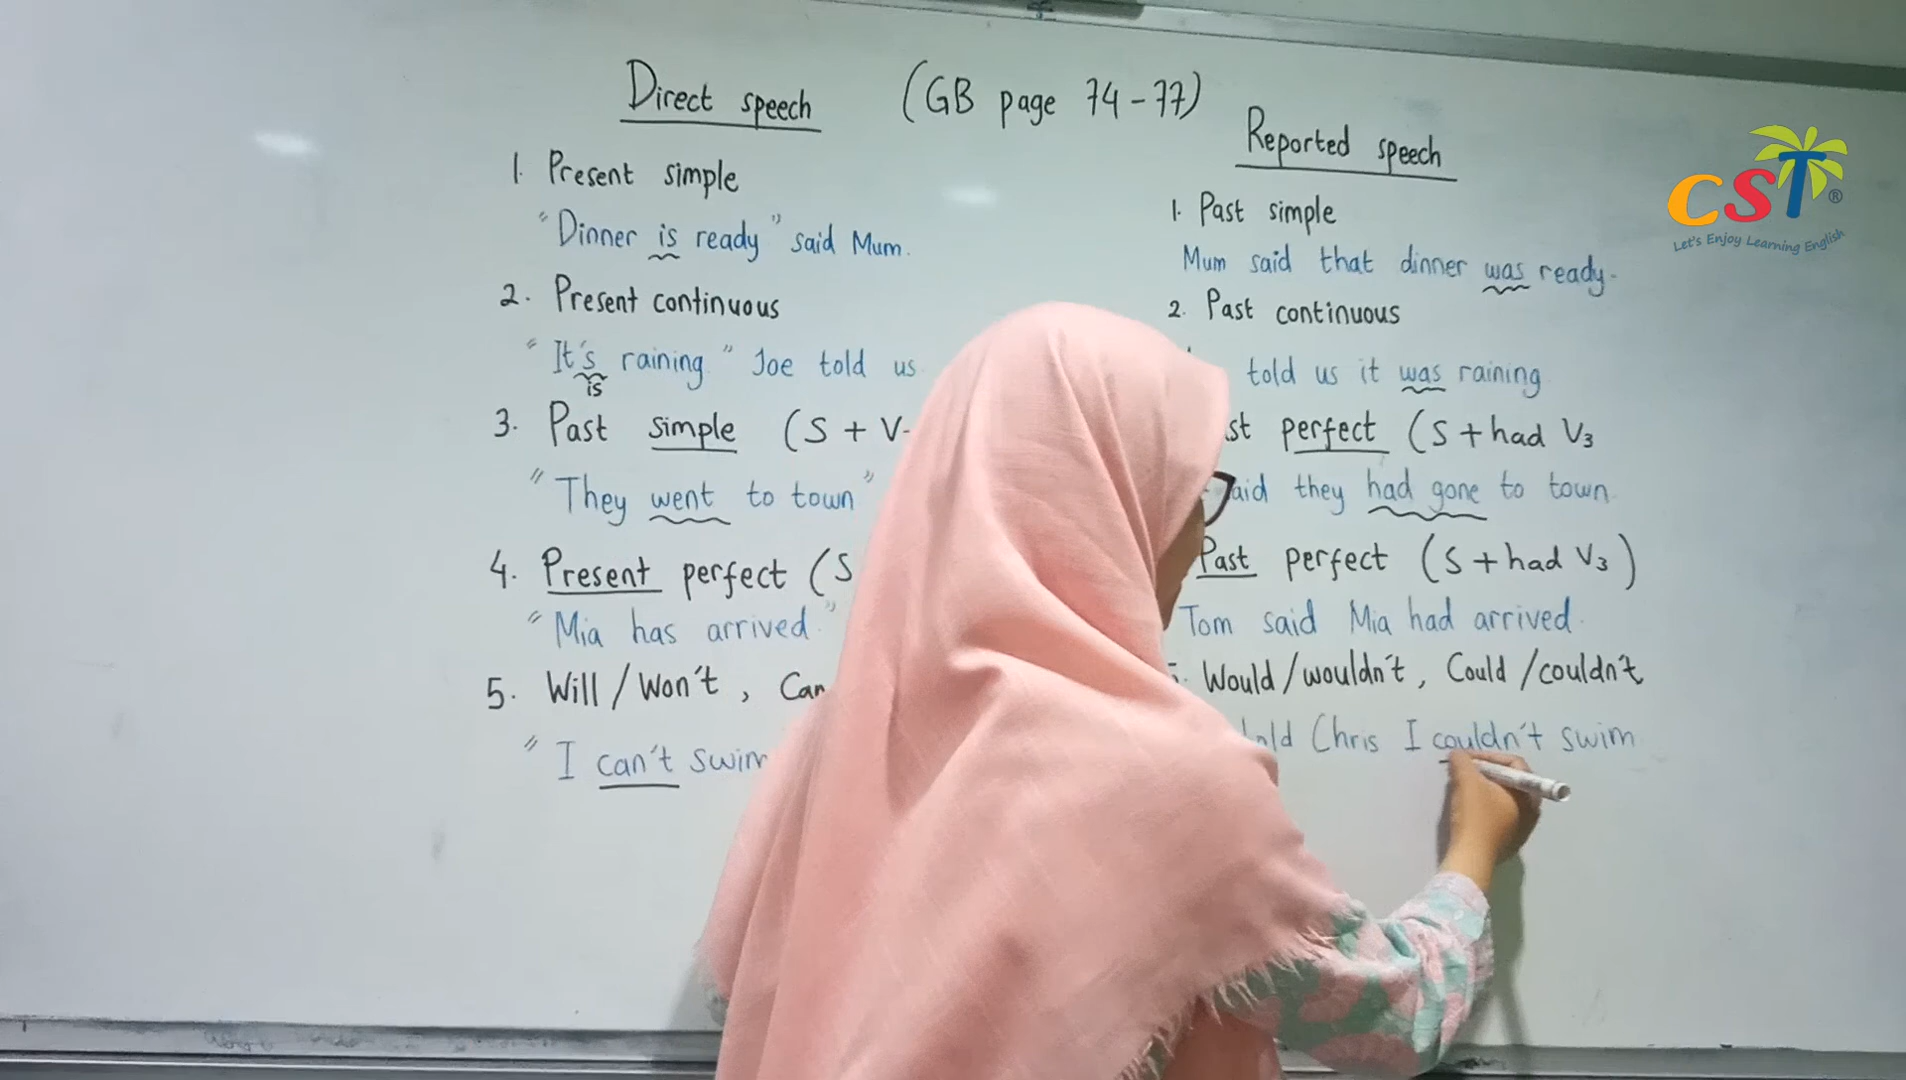 Direct speech (GB page 74-77)
1. Present simple
"Dinner is ready" said Mum.
2. Present continuous
"It's raining" Joe told us
is
3. Past simple (S + V
"They went to town"
4. Present perfect (S
"Mia has arrived"
5. Will / Won't, Can
"I can't swim
Reported speech
1. Past simple
Mum said that dinner was ready.
2. Past continuous
told us it was raining
perfect (S + had V3
they had gone to town
Past perfect (S + had V3)
Tom said Mia had arrived.
Would / wouldn't, Could / couldn't
Chris I couldn't swim
CST®
Let's Enjoy Learning English